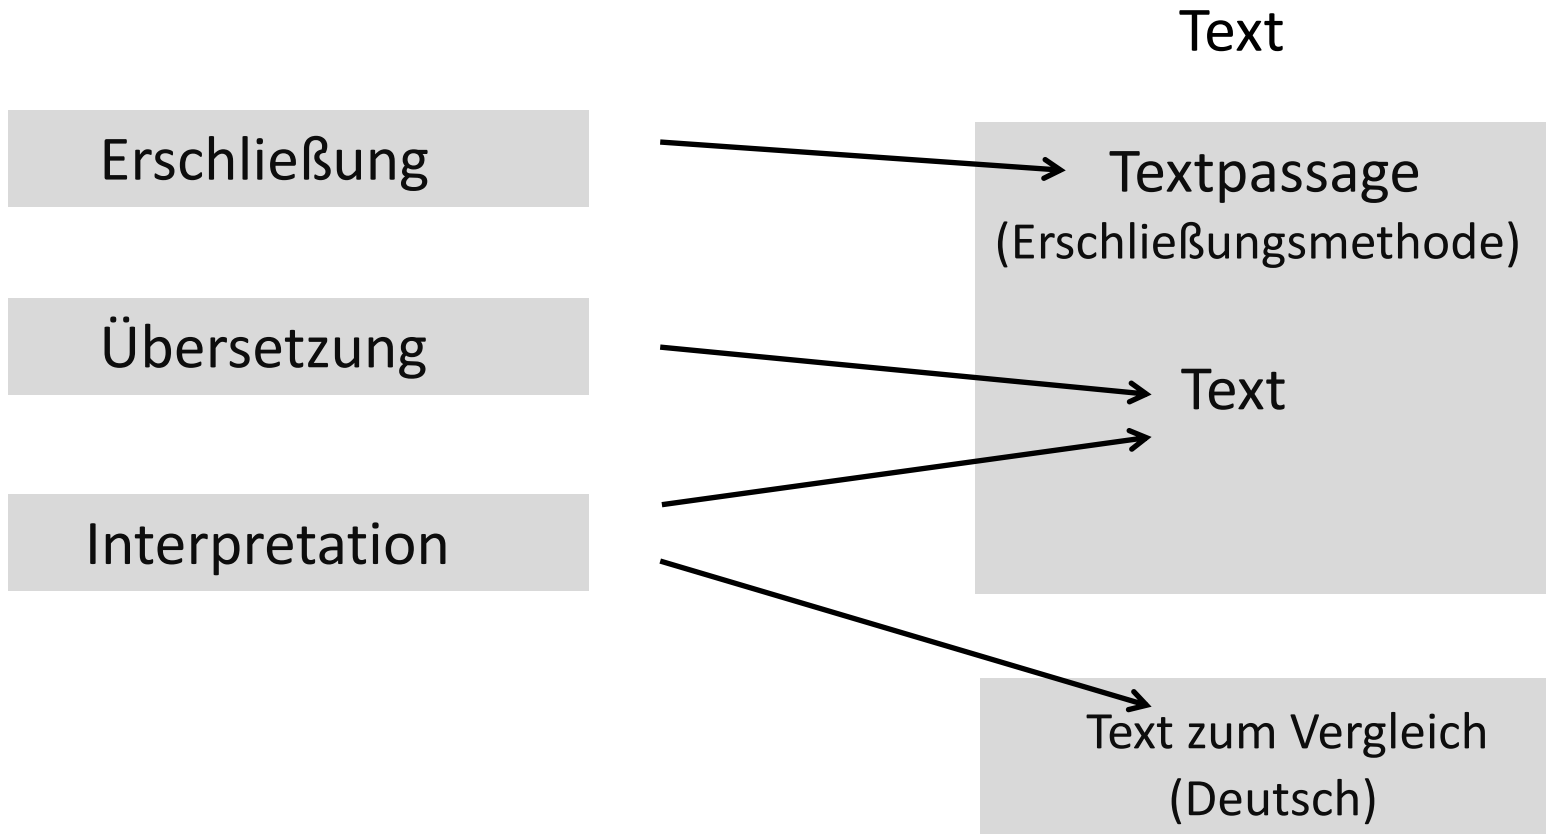 Text
Erschließung
Textpassage
(Erschließungsmethode)
Übersetzung
Text
Interpretation
Text zum Vergleich
(Deutsch)